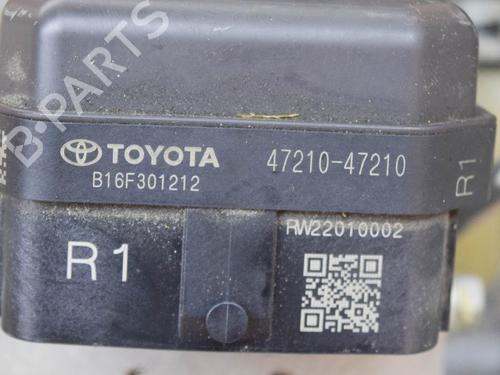 B-PARTS
TOYOTA 47210-47210
B16F301212
R1
RW22010002
R1